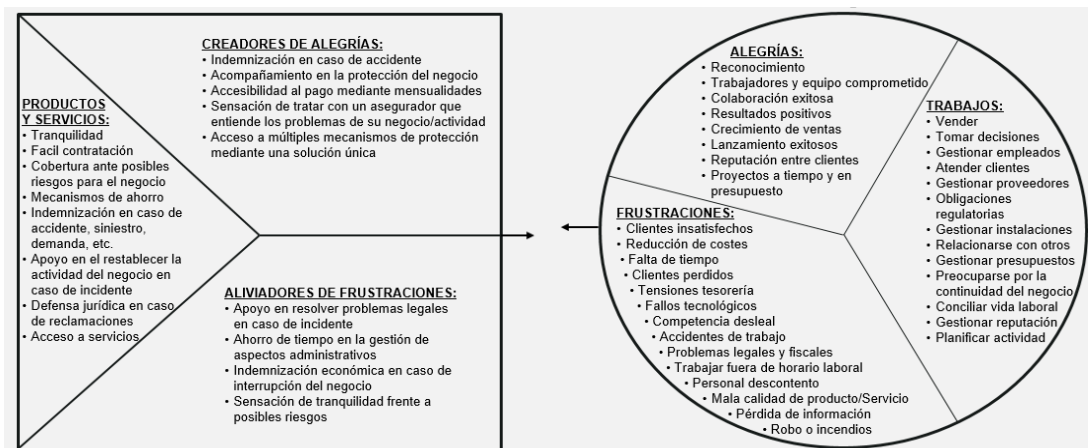 PRODUCTOS
Y SERVICIOS:
• Tranquilidad
• Facil contratación
• Cobertura ante posibles
riesgos para el negocio
• Mecanismos de ahorro
• Indemnización en caso de
accidente, siniestro,
demanda, etc.
• Apoyo en el restablecer la
actividad del negocio en
caso de incidente
• Defensa jurídica en caso
de reclamaciones
• Acceso a servicios
CREADORES DE ALEGRÍAS:
• Indemnización en caso de accidente
• Acompañamiento en la protección del negocio
• Accesibilidad al pago mediante mensualidades
• Sensación de tratar con un asegurador que
entiende los problemas de su negocio/actividad
• Acceso a múltiples mecanismos de protección
mediante una solución única
ALIVIADORES DE FRUSTRACIONES:
• Apoyo en resolver problemas legales
en caso de incidente
• Ahorro de tiempo en la gestión de
aspectos administrativos
• Indemnización económica en caso de
interrupción del negocio
• Sensación de tranquilidad frente a
posibles riesgos
ALEGRÍAS:
• Reconocimiento
• Trabajadores y equipo comprometido
• Colaboración exitosa
• Resultados positivos
• Crecimiento de ventas
• Lanzamiento exitosos
• Reputación entre clientes
• Proyectos a tiempo y en
presupuesto
FRUSTRACIONES:
• Clientes insatisfechos
• Reducción de costes
• Falta de tiempo
• Clientes perdidos
• Tensiones tesorería
• Fallos tecnológicos
• Competencia desleal
• Accidentes de trabajo
• Problemas legales y fiscales
• Trabajar fuera de horario laboral
• Personal descontento
• Mala calidad de producto/Servicio
• Pérdida de información
• Robo o incendios
TRABAJOS:
• Vender
• Tomar decisiones
• Gestionar empleados
• Atender clientes
• Gestionar proveedores
• Obligaciones
regulatorias
• Gestionar instalaciones
• Relacionarse con otros
• Gestionar presupuestos
• Preocuparse por la
continuidad del negocio
• Conciliar vida laboral
• Gestionar reputación
• Planificar actividad